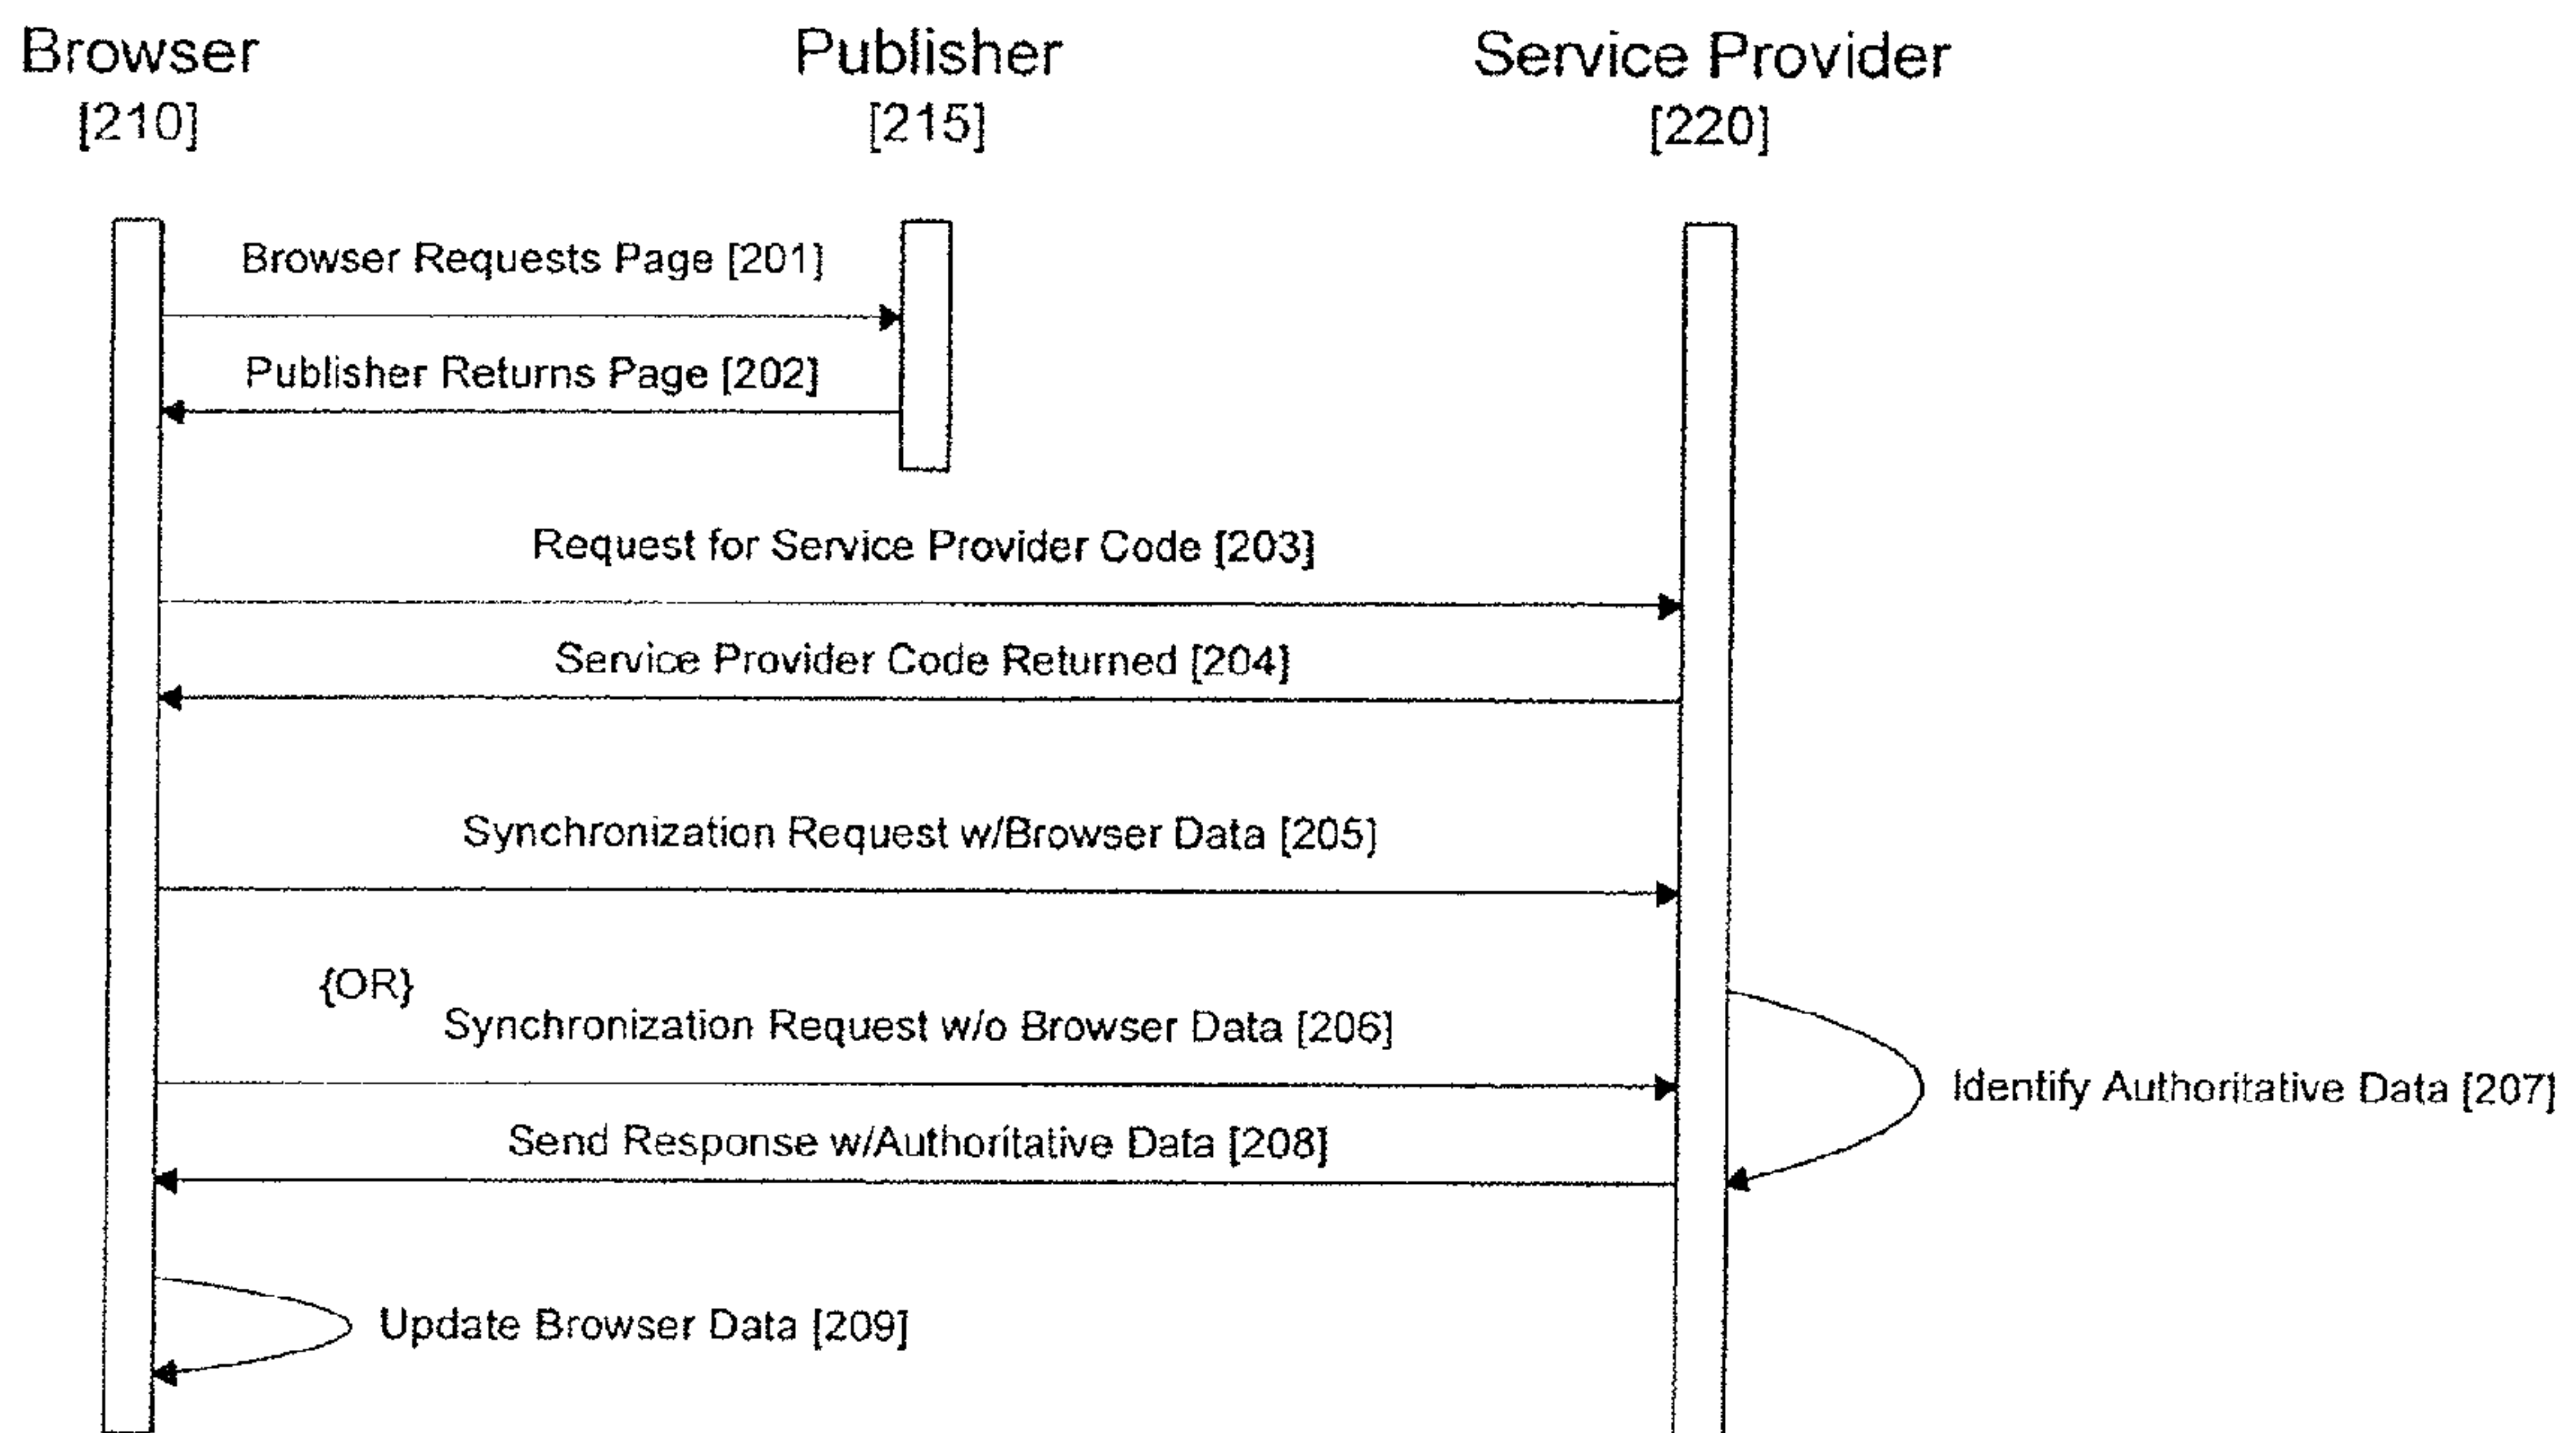 Browser
[210]
Publisher
[215]
Service Provider
[220]
Browser Requests Page [201]
Publisher Returns Page [202]
Request for Service Provider Code [203]
Service Provider Code Returned [204]
Synchronization Request w/Browser Data [205]
{OR}
Synchronization Request w/o Browser Data [206]
Identify Authoritative Data [207]
Send Response w/Authoritative Data [208]
Update Browser Data [209]